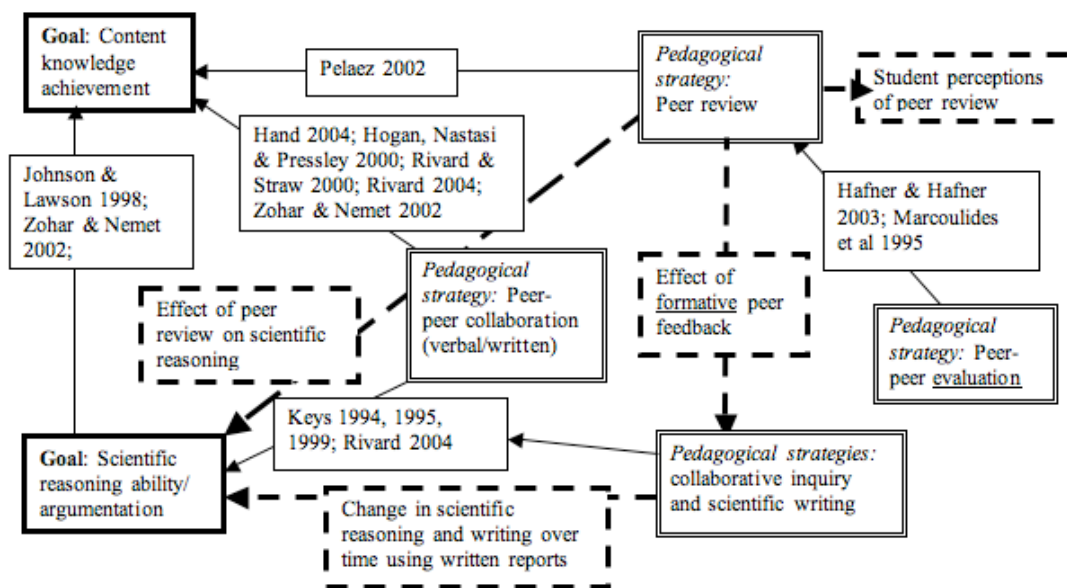 Goal: Content
knowledge
achievement
Pelaez 2002
Pedagogical
strategy:
Peer review
Student perceptions
of peer review
Johnson &
Lawson 1998;
Zohar & Nemet
2002;
Hand 2004; Hogan, Nastasi
& Pressley 2000; Rivard &
Straw 2000; Rivard 2004;
Zohar & Nemet 2002
Hafner & Hafner
2003; Marcoulides
et al 1995
Effect of peer
review on scientific
reasoning
Pedagogical
strategy: Peer-
peer collaboration
(verbal/written)
Effect of
formative peer
feedback
Pedagogical
strategy: Peer-
peer evaluation
Goal: Scientific
reasoning ability/
argumentation
Keys 1994, 1995,
1999; Rivard 2004
Pedagogical strategies:
collaborative inquiry
and scientific writing
Change in scientific
reasoning and writing over
time using written reports